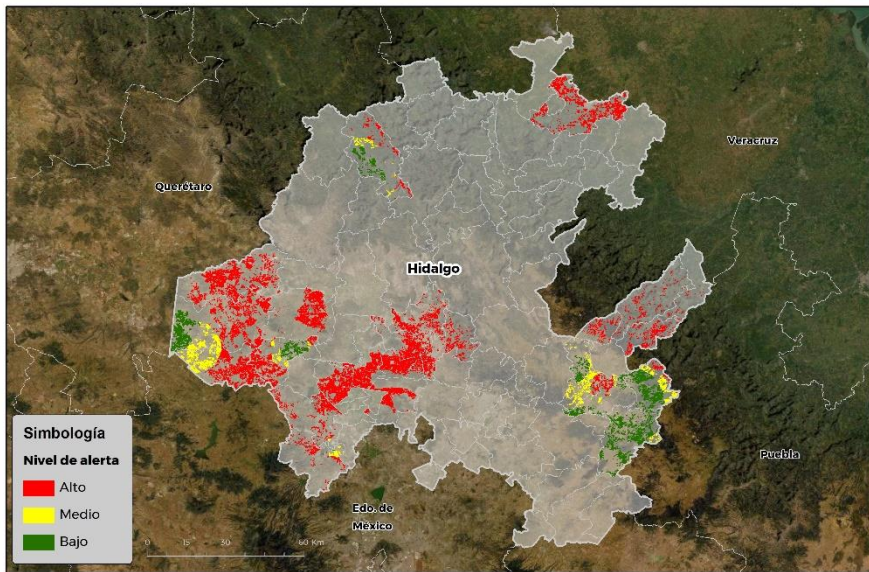 Veracruz
Querétaro
Hidalgo
Puebla
Edo. de
México
Simbología
Nivel de alerta
Alto
Medio
Bajo
0 15 30 60 Km